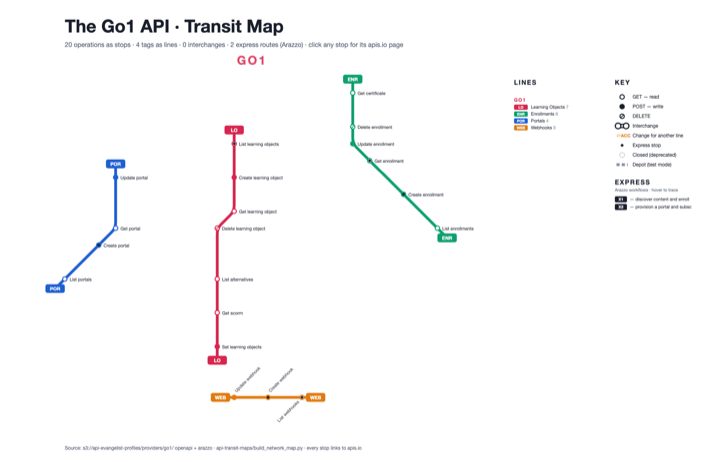 The Go1 API · Transit Map
20 operations as stops · 4 tags as lines · 0 interchanges · 2 express routes (Arazzo) · click any stop for its apis.io page
GO1
ENR
Get certificate
Delete enrollment
Update enrollment
Get enrollment
Create enrollment
List enrollments
ENR
LO
List learning objects
Create learning object
Get learning object
Delete learning object
List alternatives
Get scorm
Set learning objects
LO
POR
Update portal
Get portal
Create portal
List portals
POR
WEB
Update webhook
Create webhook
List webhooks
WEB
LINES
GO1
LO Learning Objects 7
ENR Enrollments 6
POR Portals 4
WEB Webhooks 3
KEY
GET — read
POST — write
DELETE
Interchange
Change for another line
Express stop
Closed (deprecated)
Depot (test mode)
EXPRESS
Arazzo workflows · hover to trace
X1 — discover content and enroll
X2 — provision a portal and subsc
Source: s3://api-evangelist-profiles/providers/go1/ openapi + arazzo · api-transit-maps/build_network_map.py · every stop links to apis.io